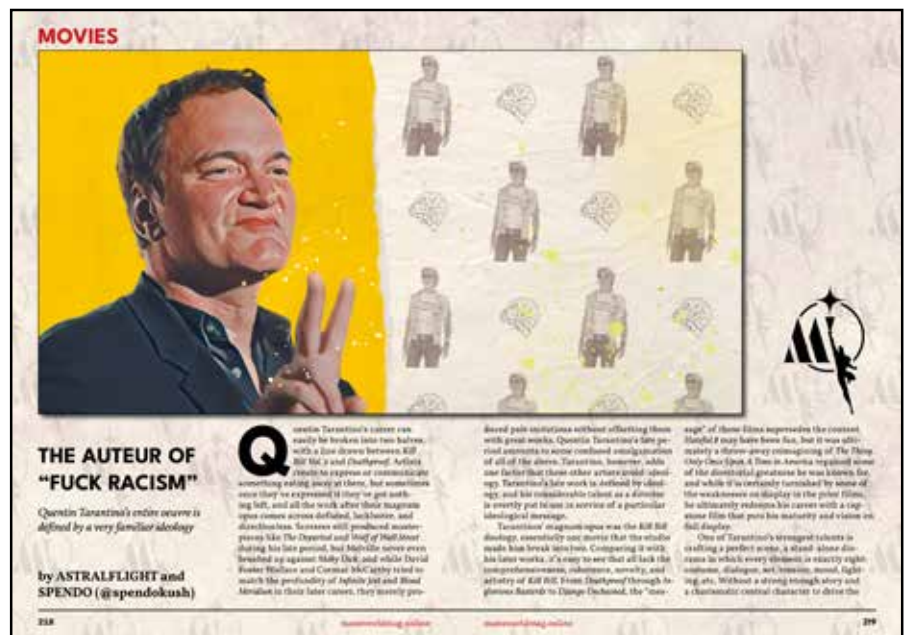 MOVIES
THE AUTEUR OF
“FUCK RACISM”
Quentin Tarantino's entire oeuvre is
defined by a very familiar ideology
by ASTRALFLIGHT and
SPENDO (@spendokush)
Quentin Tarantino's career can
easily be broken into two halves,
with a line drawn between Kill
Bill Vol 2 and Deathproof. Artists
create to express or communicate
something eating away at them, but sometimes
once they've expressed it they've got noth-
ing left, and all the work after their magnum
opus comes across deflated, lackluster, and
directionless. Scorsese still produced master-
pieces like The Departed and Wolf of Wall Street
during his late period, but Melville never even
brushed up against Moby Dick, and while David
Foster Wallace and Cormac McCarthy tried to
match the profundity of Infinite Jest and Blood
Meridian in their later career, they merely pro-
duced pale imitations without offsetting them
with great works. Quentin Tarantino's late pe-
riod amounts to some confused amalgamation
of all of the above. Tarantino, however, adds
one factor that these other artists avoid: ideol-
ogy. Tarantino's late work is defined by ideol-
ogy, and his considerable talent as a director
is overtly put to use in service of a particular
ideological message.
Tarantinos' magnum opus was the Kill Bill
duology, essentially one movie that the studio
made him break into two. Comparing it with
his later works, it's easy to see that all lack the
comprehensiveness, coherence, novelty, and
artistry of Kill Bill. From Deathproof through In-
glorious Basterds to Django Unchained, the "mes-
sage" of these films supersedes the content.
Hateful 8 may have been fun, but it was ulti-
mately a throw-away reimagining of The Thing.
Only Once Upon A Time in America regained some
of the directorial greatness he was known for,
and while it is certainly tarnished by some of
the weaknesses on display in the prior films,
he ultimately redeems his career with a cap-
stone film that puts his maturity and vision on
full display.
One of Tarantino's strongest talents is
crafting a perfect scene, a stand-alone dio-
rama in which every element is exactly right:
costume, dialogue, set, tension, mood, light-
ing, etc. Without a strong enough story and
a charismatic central character to drive the
218
219